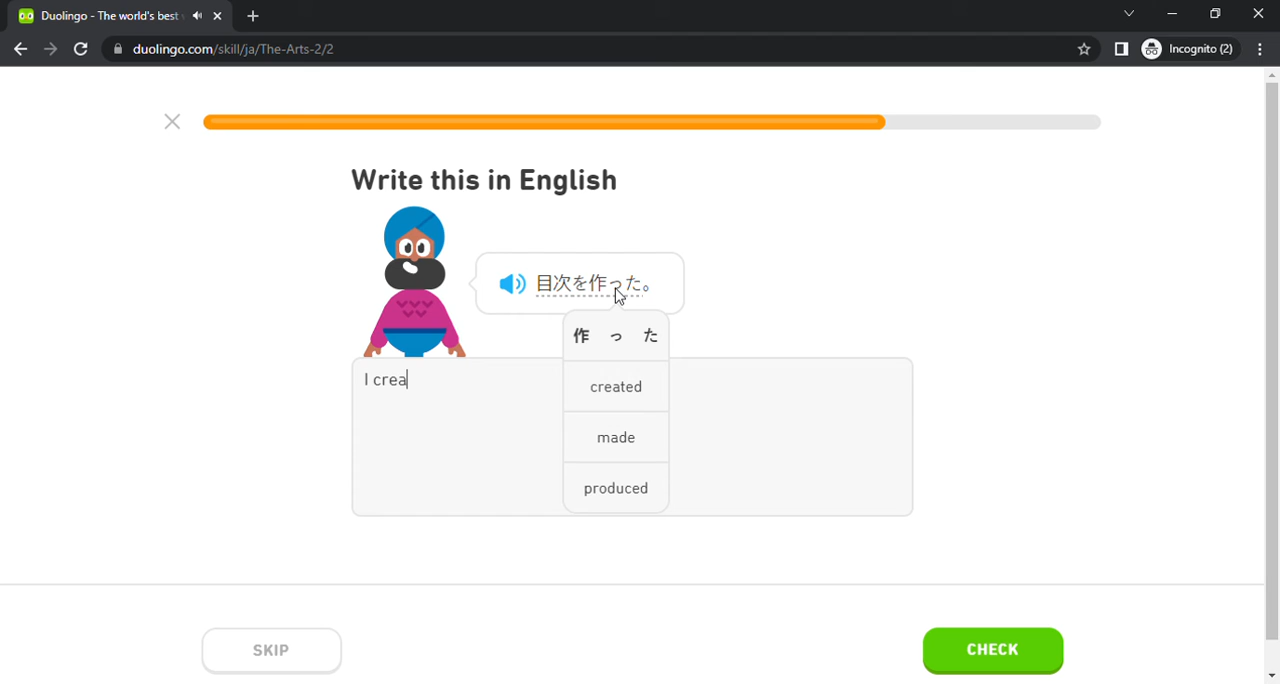 Duolingo - The world's best
duolingo.com/skill/ja/The-Arts-2/2
Incognito (2)
Write this in English
目次を作った。
作った
I crea
created
made
produced
SKIP
CHECK